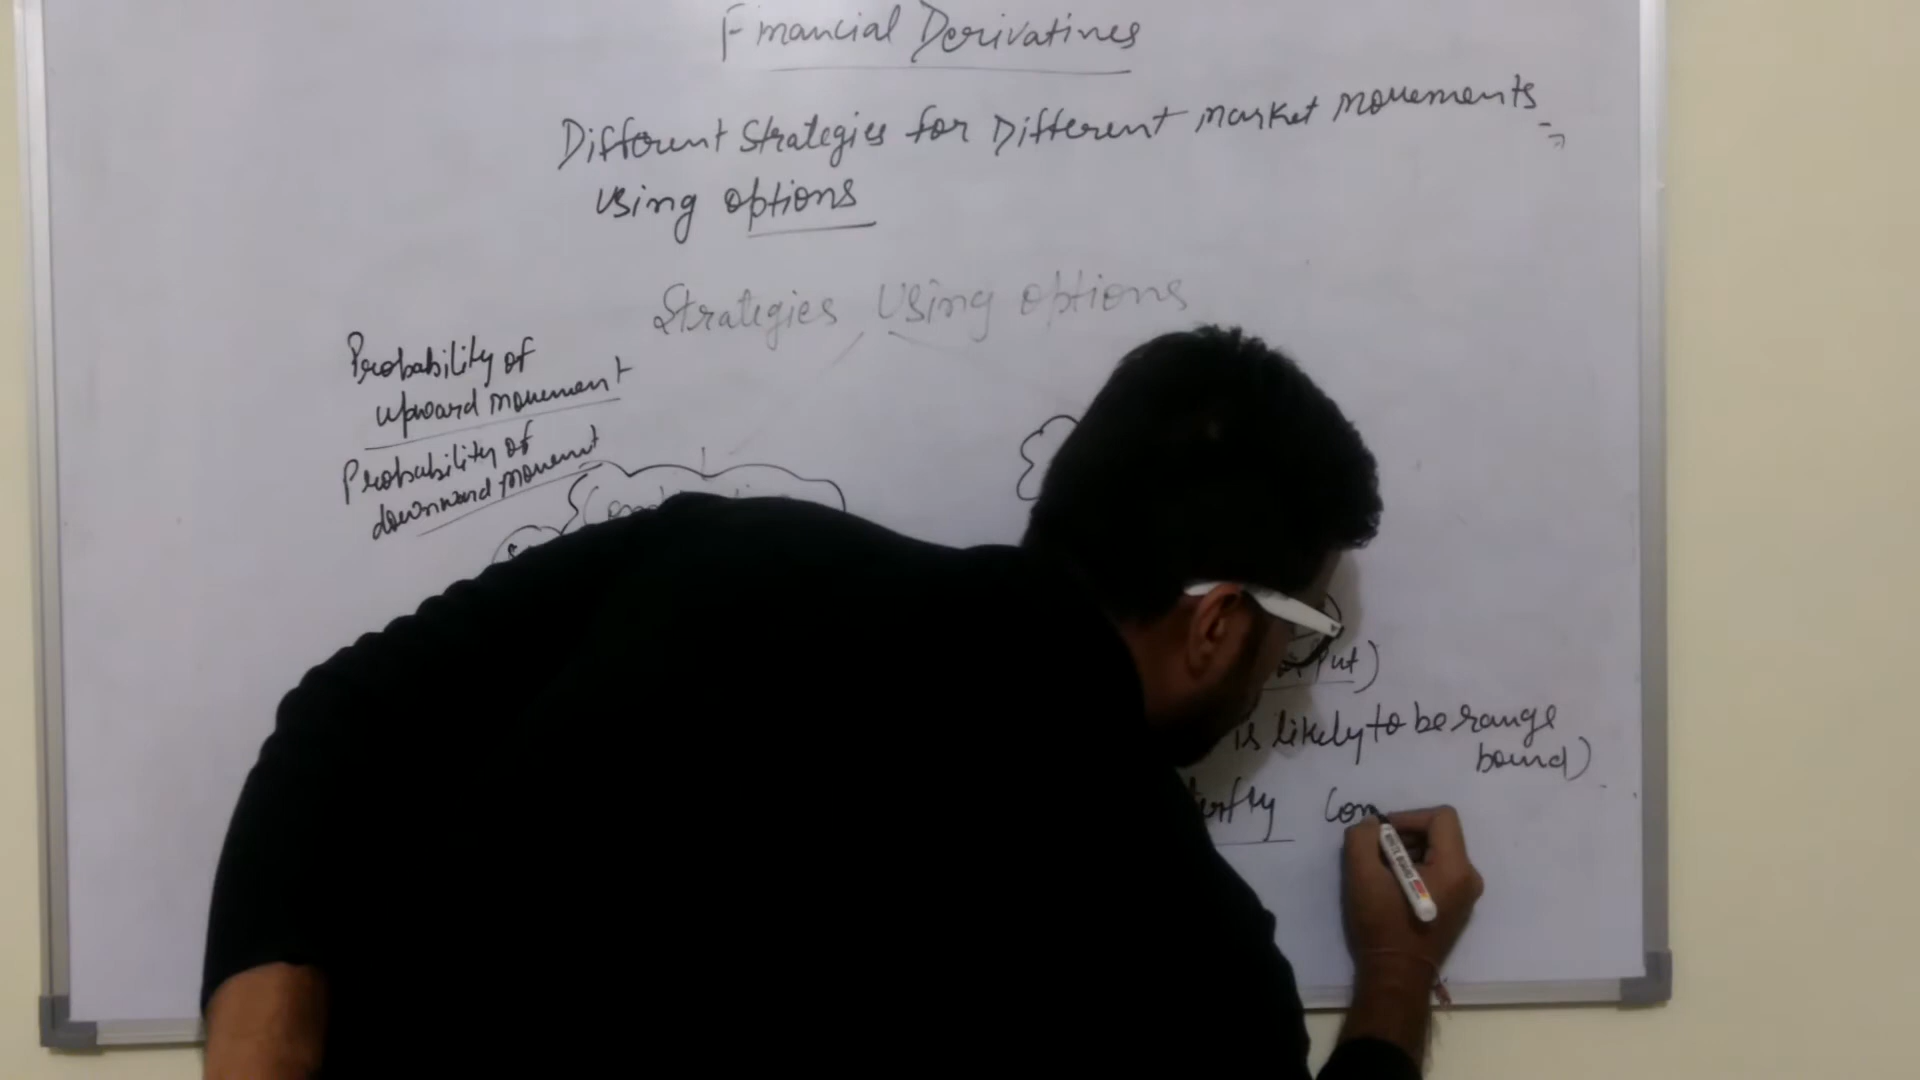 Financial Derivatives
Different Strategies for Different market movements
using options
Strategies Using options
Probability of
upward movement
Probability of
downward movement
Put)
is likely to be range
bound)
Com